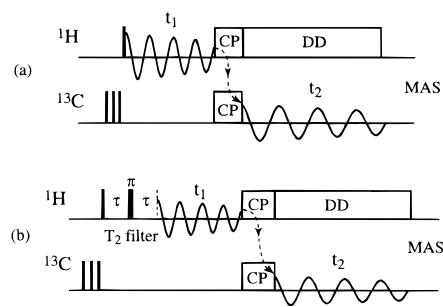 t₁
¹H CP DD
(a) MAS
¹³C CP t₂
π
¹H τ τ t₁ CP DD
T₂ filter
(b) MAS
¹³C CP t₂